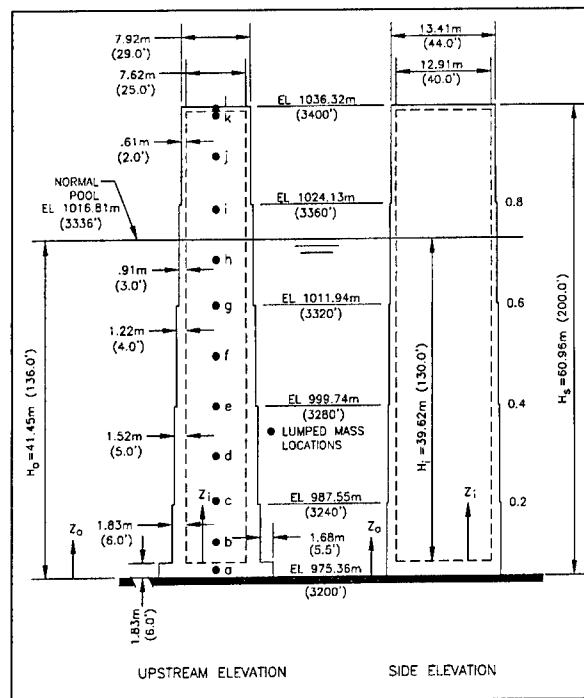 7.92m
(29.0')
7.62m
(25.0')
13.41m
(44.0')
12.91m
(40.0')
EL 1036.32m
(3400')
k
.61m
(2.0')
j
NORMAL
POOL
EL 1016.81m
(3336')
EL 1024.13m
(3360')
0.8
i
h
.91m
(3.0')
g
EL 1011.94m
(3320')
0.6
1.22m
(4.0')
f
e
EL 999.74m
(3280')
0.4
1.52m
(5.0')
LUMPED MASS
LOCATIONS
d
c
EL 987.55m
(3240')
0.2
Zi
Zi
1.83m
(6.0')
1.68m
(5.5')
b
Zo
Zo
a
EL 975.36m
(3200')
1.83m
(6.0')
Ho=41.45m (136.0')
Hi=39.62m (130.0')
Hs=60.96m (200.0')
UPSTREAM ELEVATION
SIDE ELEVATION